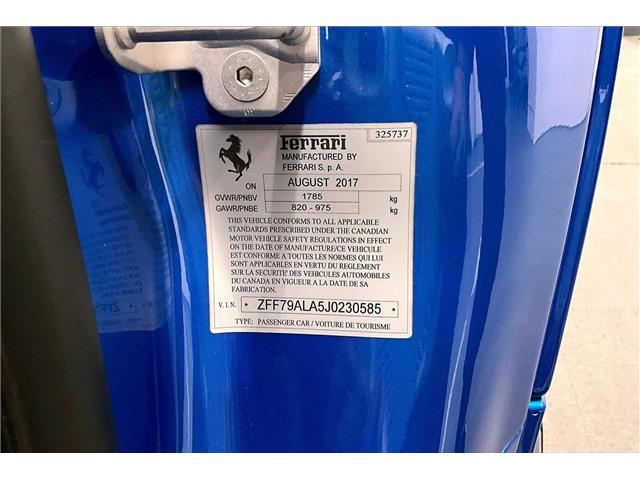 Ferrari
325737
MANUFACTURED BY
FERRARI S. p. A.
ON AUGUST 2017
GVWR/PNBV 1785 kg
GAWR/PNBE 820 - 975 kg
THIS VEHICLE CONFORMS TO ALL APPLICABLE
STANDARDS PRESCRIBED UNDER THE CANADIAN
MOTOR VEHICLE SAFETY REGULATIONS IN EFFECT
ON THE DATE OF MANUFACTURE/CE VEHICULE
EST CONFORME A TOUTES LES NORMES QUI LUI
SONT APPLICABLES EN VERTU DU REGLEMENT
SUR LA SECURITE' DES VEHICULES AUTOMOBILES
DU CANADA EN VIGUEUR A LA DATE DE SA
FABRICATION.
V.I.N. * ZFF79ALA5J0230585 *
TYPE: PASSENGER CAR / VOITURE DE TOURISME